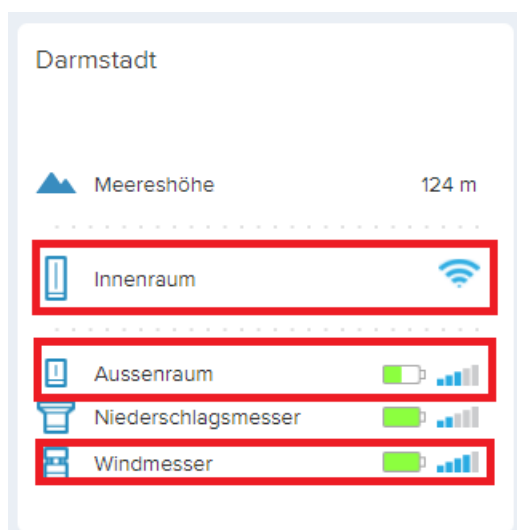 Darmstadt
Meereshöhe 124 m
Innenraum
Aussenraum
Niederschlagsmesser
Windmesser